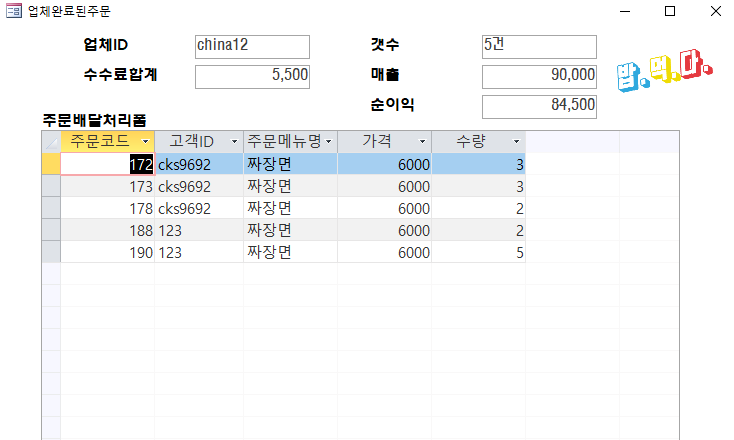 업체완료된주문
업체ID china12 갯수 5건
수수료합계 5,500 매출 90,000
밥.먹.다.
순이익 84,500
주문배달처리폼
주문코드 고객ID 주문메뉴명 가격 수량
172 cks9692 짜장면 6000 3
173 cks9692 짜장면 6000 3
178 cks9692 짜장면 6000 2
188 123 짜장면 6000 2
190 123 짜장면 6000 5